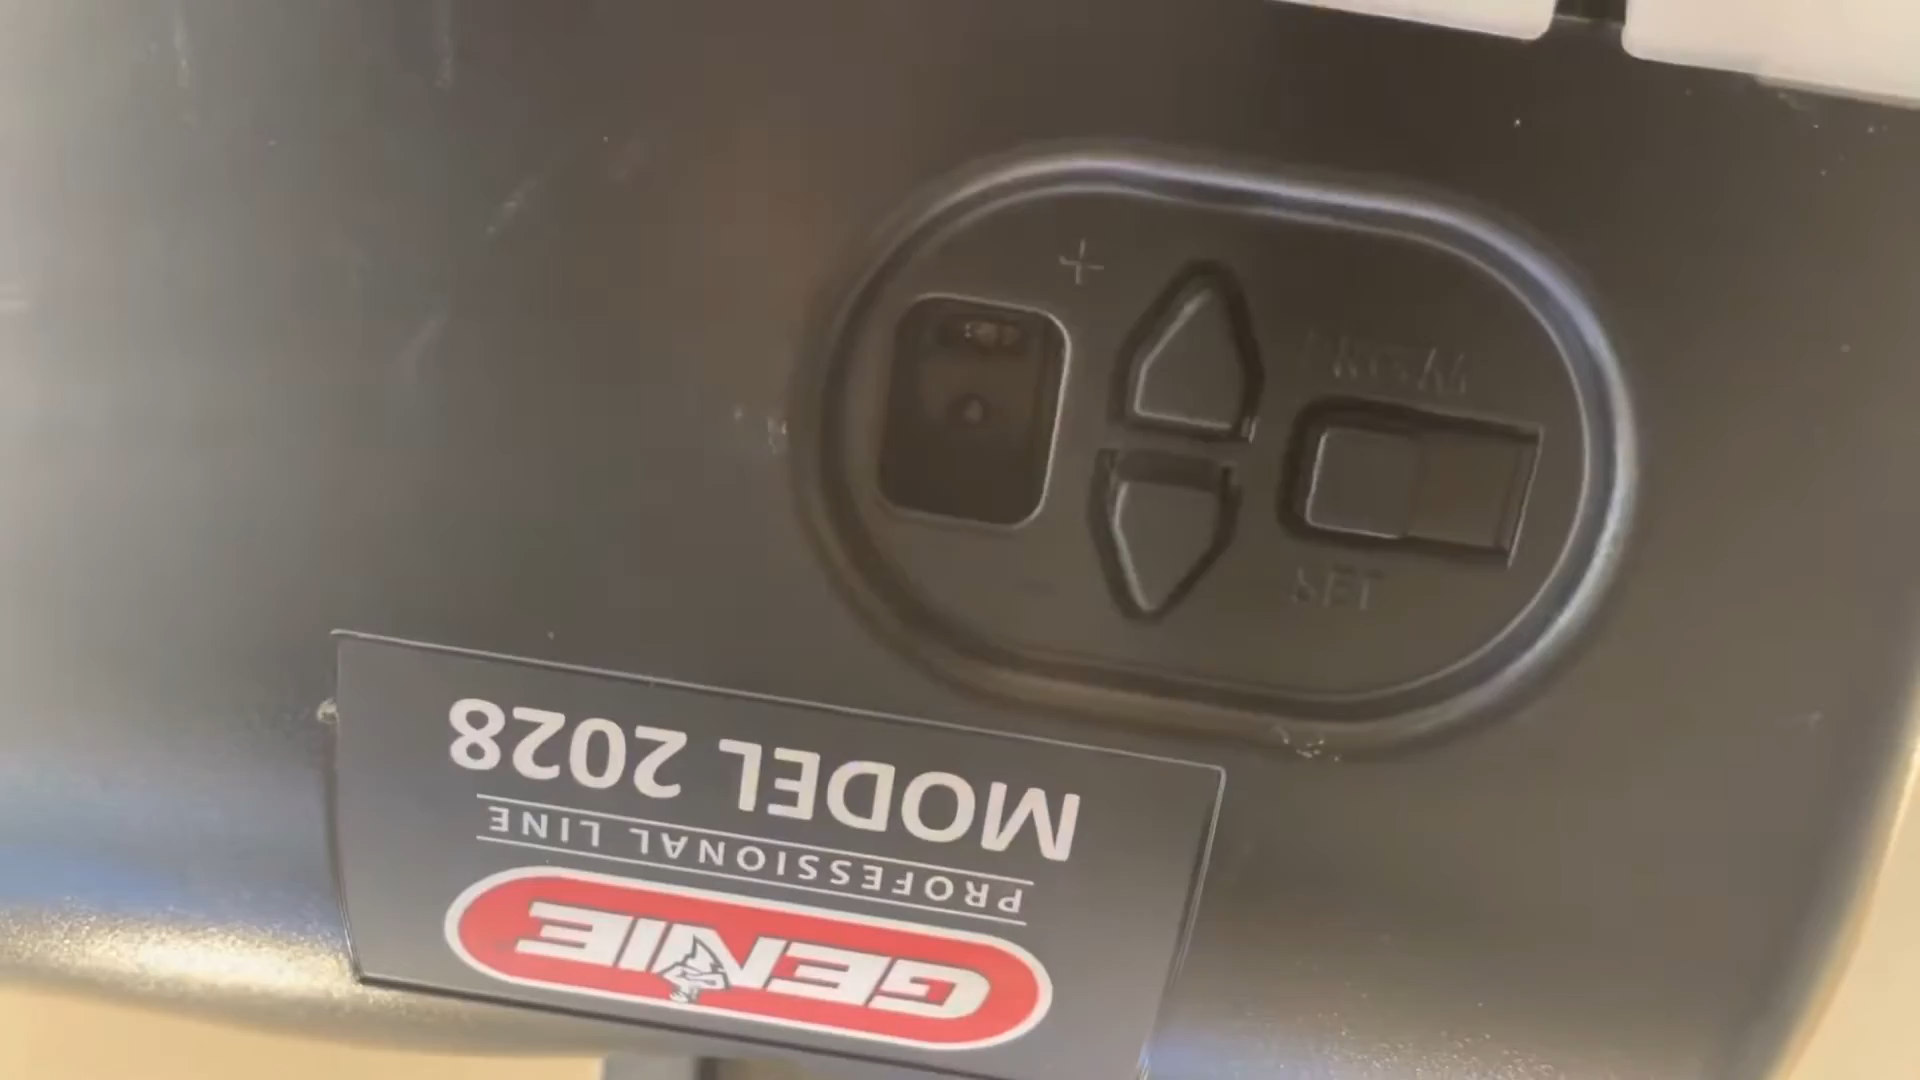 +
PRGM
SET
-
GENIE
PROFESSIONAL LINE
MODEL 2028